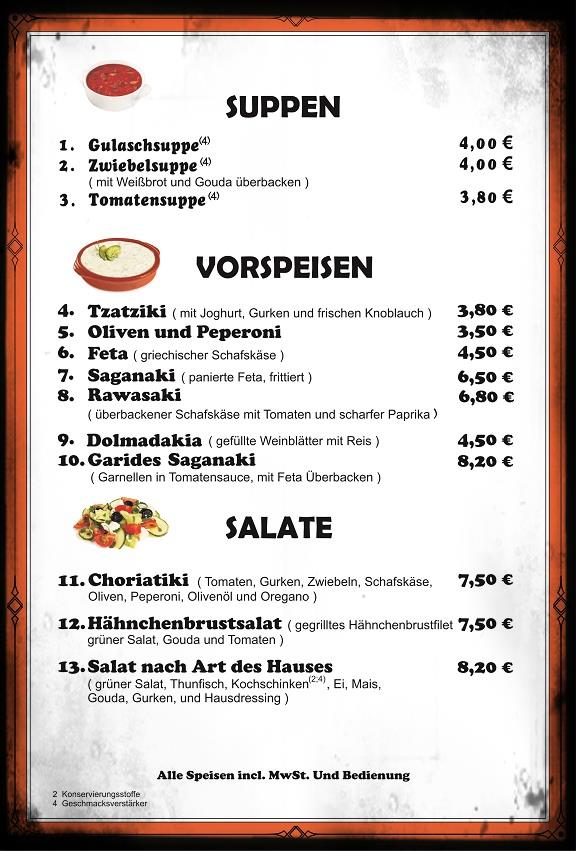 SUPPEN
1. Gulaschsuppe(4) 4,00 €
2. Zwiebelsuppe (4) 4,00 €
( mit Weißbrot und Gouda überbacken )
3. Tomatensuppe (4) 3,80 €
VORSPEISEN
4. Tzatziki ( mit Joghurt, Gurken und frischen Knoblauch ) 3,80 €
5. Oliven und Peperoni 3,50 €
6. Feta ( griechischer Schafskäse ) 4,50 €
7. Saganaki ( panierte Feta, frittiert ) 6,50 €
8. Rawasaki 6,80 €
( überbackener Schafskäse mit Tomaten und scharfer Paprika )
9. Dolmadakia ( gefüllte Weinblätter mit Reis ) 4,50 €
10. Garides Saganaki 8,20 €
( Garnellen in Tomatensauce, mit Feta Überbacken )
SALATE
11. Choriatiki ( Tomaten, Gurken, Zwiebeln, Schafskäse, 7,50 €
Oliven, Peperoni, Olivenöl und Oregano )
12. Hähnchenbrustsalat ( gegrilltes Hähnchenbrustfilet 7,50 €
grüner Salat, Gouda und Tomaten )
13. Salat nach Art des Hauses 8,20 €
( grüner Salat, Thunfisch, Kochschinken(2;4), Ei, Mais,
Gouda, Gurken, und Hausdressing )
Alle Speisen incl. MwSt. Und Bedienung
2 Konservierungsstoffe
4 Geschmacksverstärker